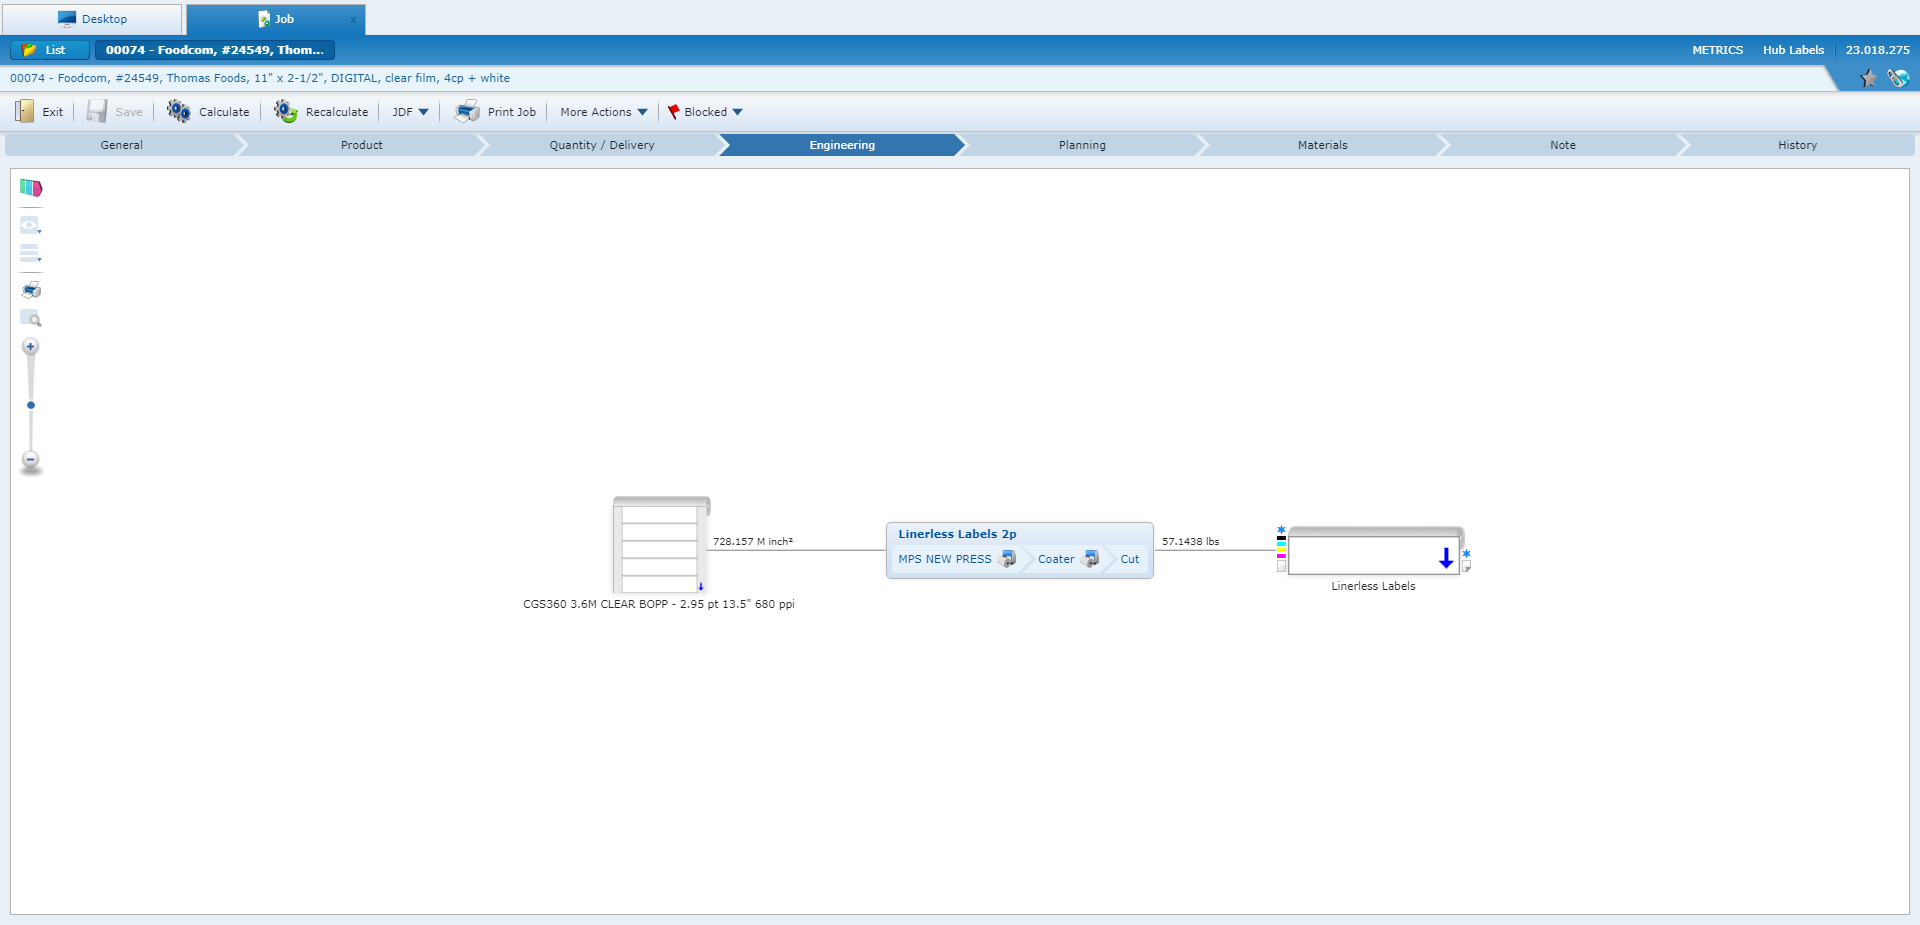 Desktop
Job
x
List
00074 - Foodcom, #24549, Thom...
METRICS
Hub Labels
23.018.275
00074 - Foodcom, #24549, Thomas Foods, 11" x 2-1/2", DIGITAL, clear film, 4cp + white
Exit
Save
Calculate
Recalculate
JDF
Print Job
More Actions
Blocked
General
Product
Quantity / Delivery
Engineering
Planning
Materials
Note
History
728.157 M inch²
CGS360 3.6M CLEAR BOPP - 2.95 pt 13.5" 680 ppi
Linerless Labels 2p
MPS NEW PRESS
Coater
Cut
57.1438 lbs
Linerless Labels